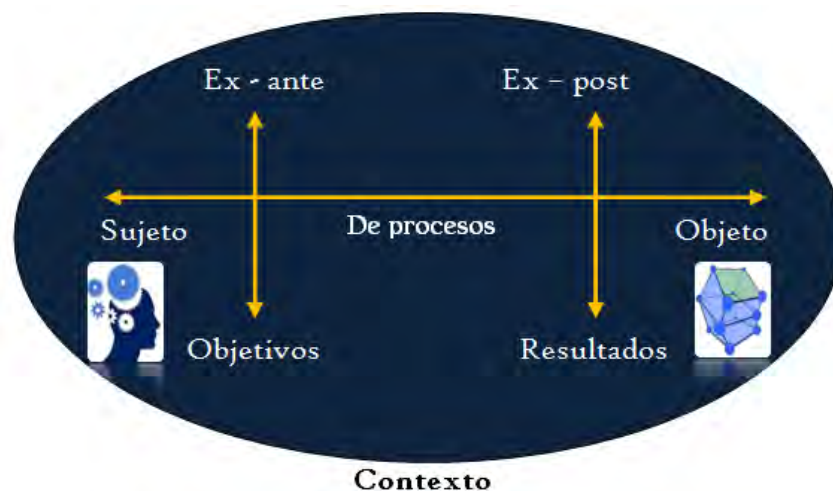 Ex - ante
Ex – post
Sujeto
De procesos
Objeto
Objetivos
Resultados
Contexto